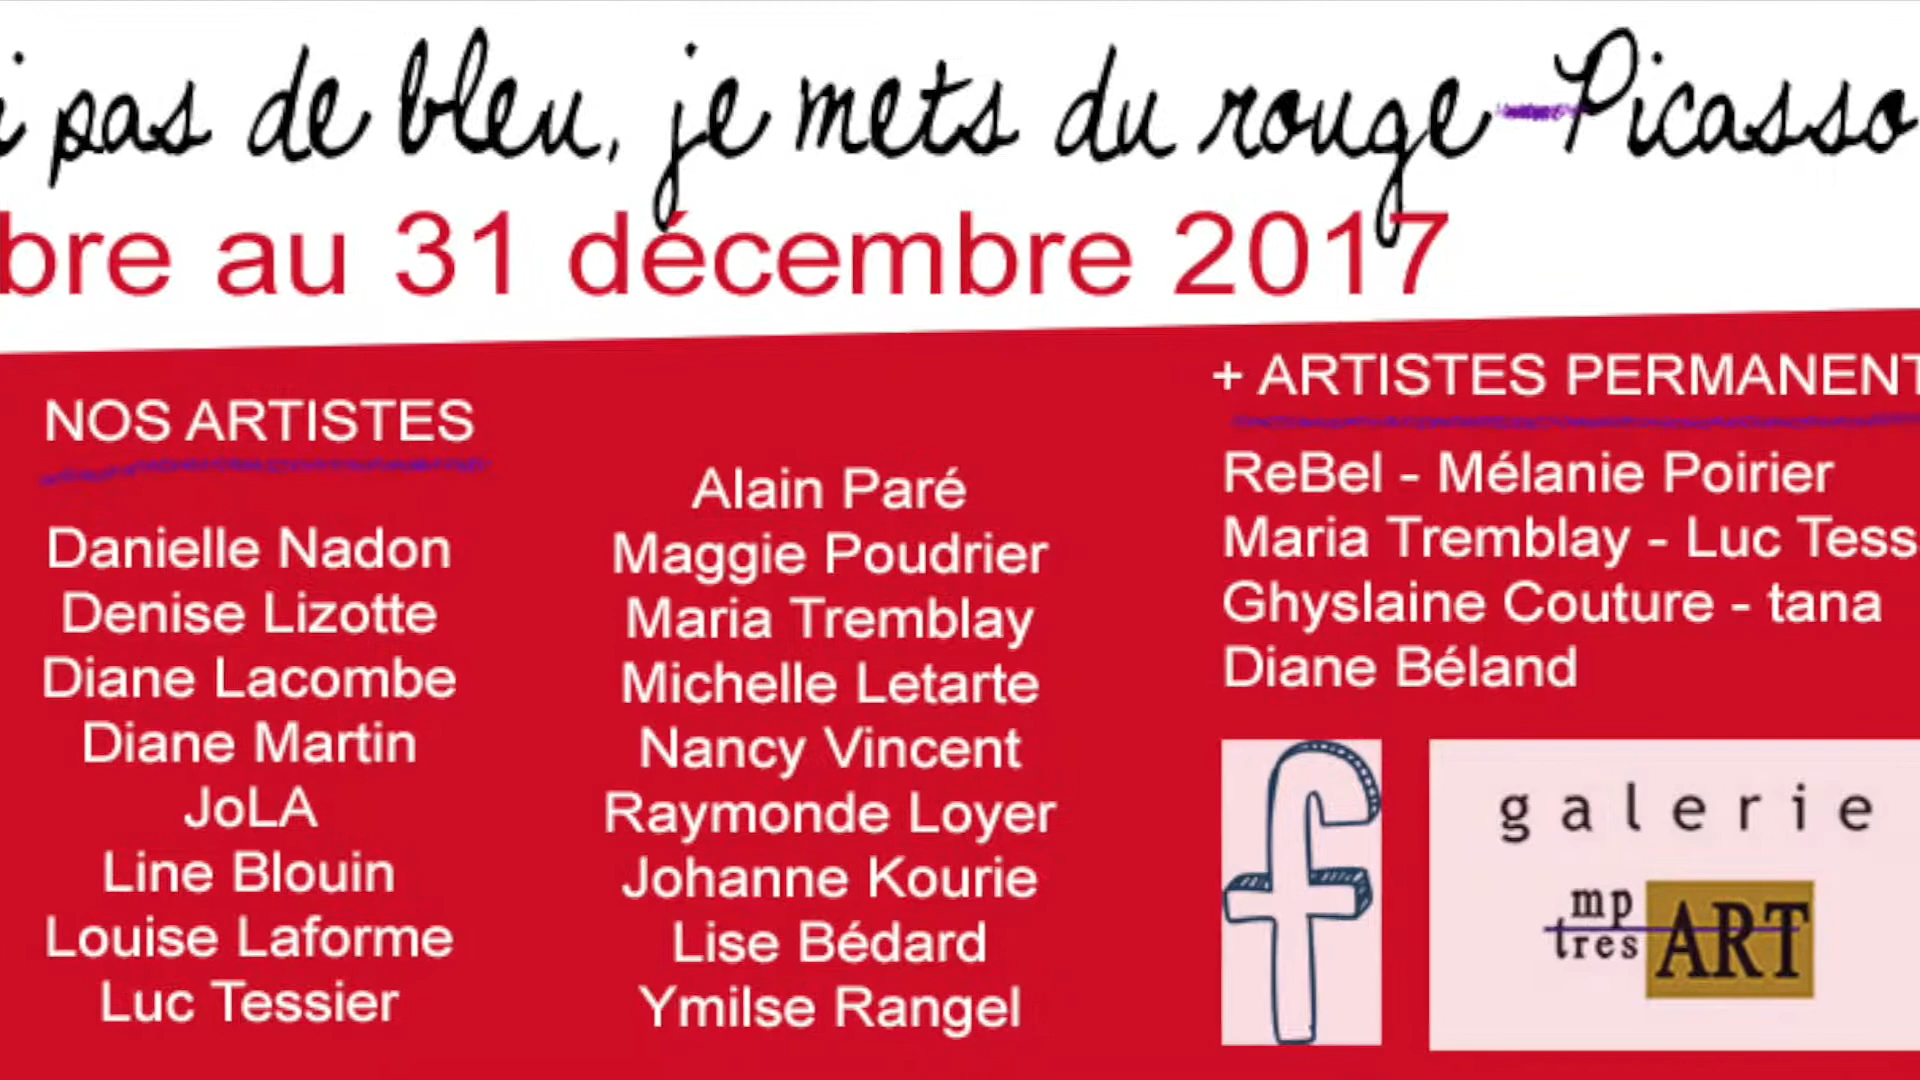 i pas de bleu, je mets du rouge - Picasso
bre au 31 décembre 2017
NOS ARTISTES
Danielle Nadon
Denise Lizotte
Diane Lacombe
Diane Martin
JoLA
Line Blouin
Louise Laforme
Luc Tessier
Alain Paré
Maggie Poudrier
Maria Tremblay
Michelle Letarte
Nancy Vincent
Raymonde Loyer
Johanne Kourie
Lise Bédard
Ymilse Rangel
+ ARTISTES PERMANENT
ReBel - Mélanie Poirier
Maria Tremblay - Luc Tess
Ghyslaine Couture - tana
Diane Béland
f
galerie
mp
tres ART